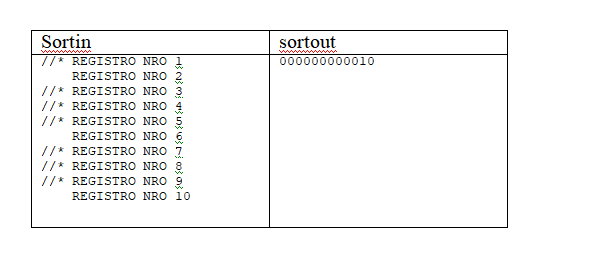 Sortin
sortout
//* REGISTRO NRO 1
000000000010
    REGISTRO NRO 2
//* REGISTRO NRO 3
//* REGISTRO NRO 4
//* REGISTRO NRO 5
    REGISTRO NRO 6
//* REGISTRO NRO 7
//* REGISTRO NRO 8
//* REGISTRO NRO 9
    REGISTRO NRO 10